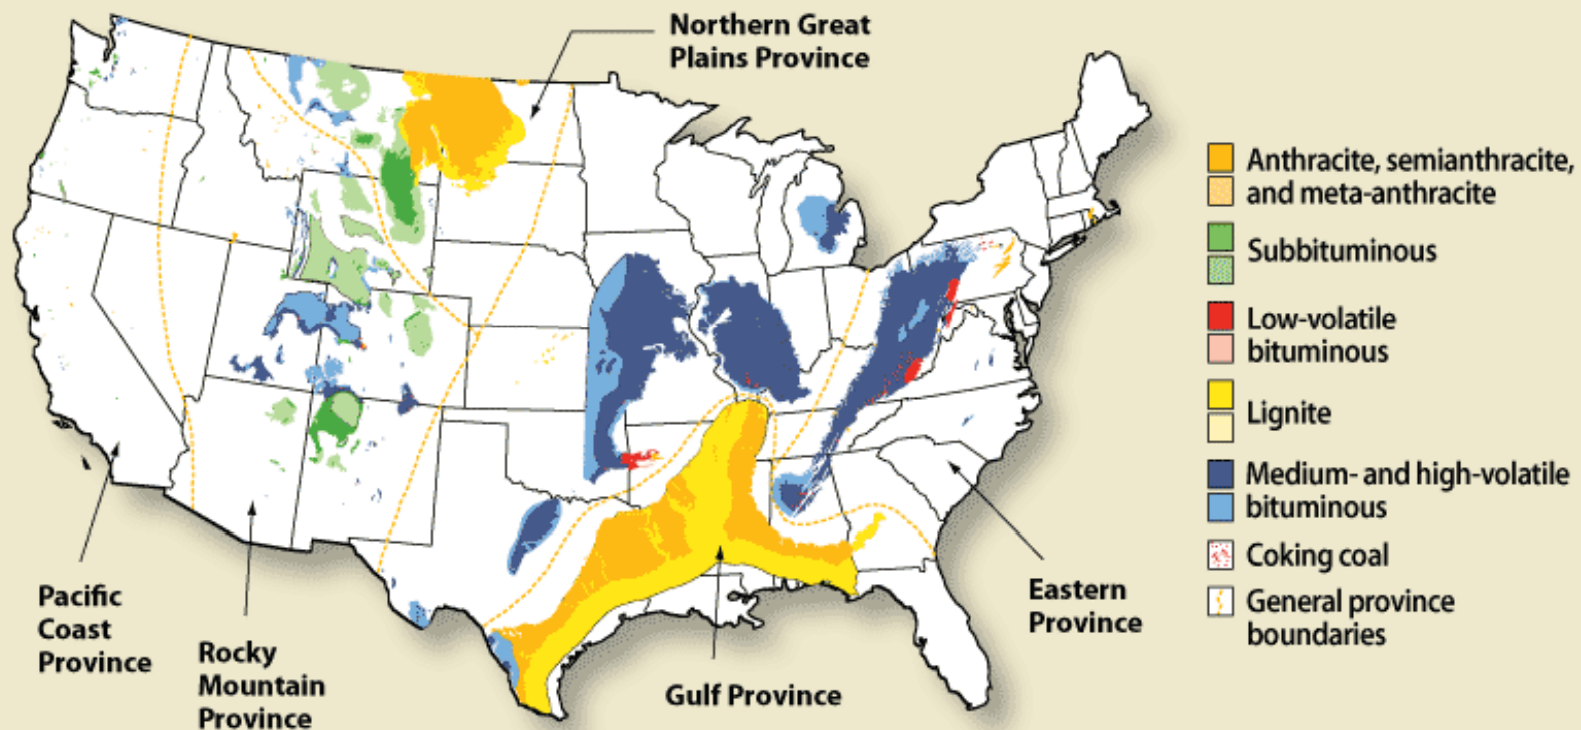 Northern Great
Plains Province
Anthracite, semianthracite,
and meta-anthracite
Subbituminous
Low-volatile
bituminous
Lignite
Medium- and high-volatile
bituminous
Coking coal
General province
boundaries
Pacific
Coast
Province
Rocky
Mountain
Province
Gulf Province
Eastern
Province